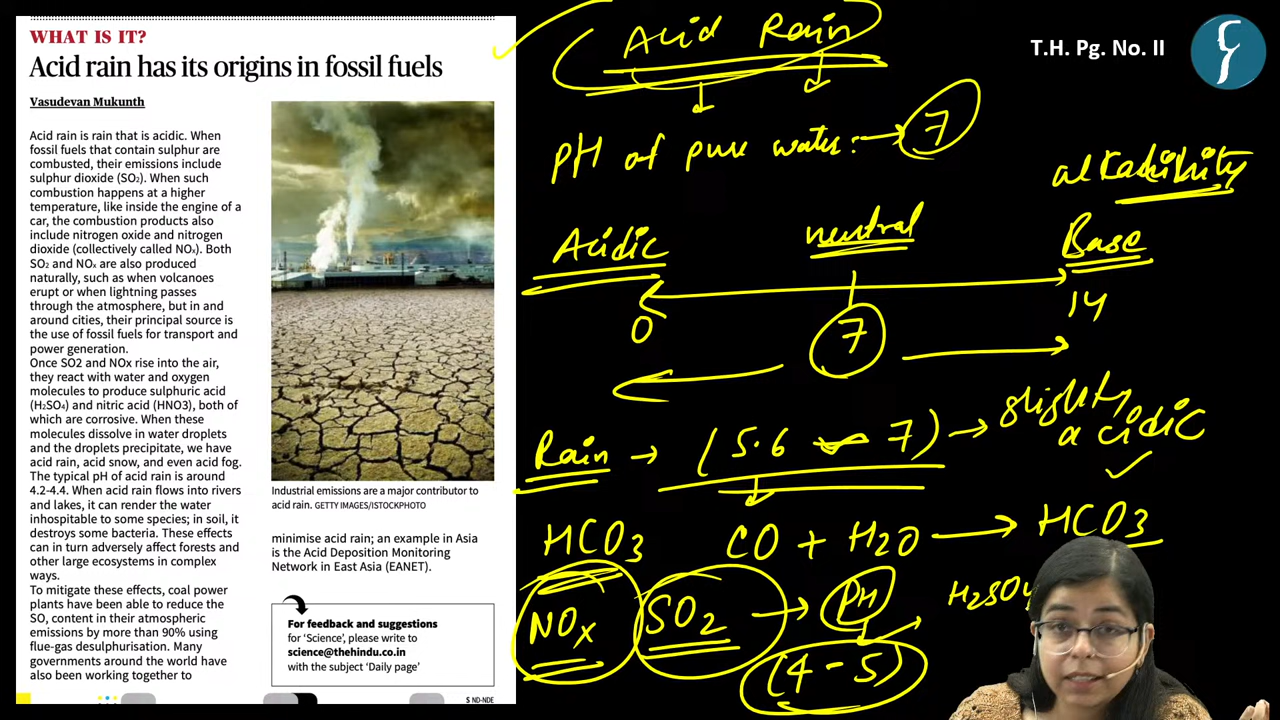 WHAT IS IT?
Acid rain has its origins in fossil fuels
Vasudevan Mukunth
Acid rain is rain that is acidic. When
fossil fuels that contain sulphur are
combusted, their emissions include
sulphur dioxide (SO₂). When such
combustion happens at a higher
temperature, like inside the engine of a
car, the combustion products also
include nitrogen oxide and nitrogen
dioxide (collectively called NOₓ). Both
SO₂ and NOₓ are also produced
naturally, such as when volcanoes
erupt or when lightning passes
through the atmosphere, but in and
around cities, their principal source is
the use of fossil fuels for transport and
power generation.
Once SO2 and NOx rise into the air,
they react with water and oxygen
molecules to produce sulphuric acid
(H₂SO₄) and nitric acid (HNO3), both of
which are corrosive. When these
molecules dissolve in water droplets
and the droplets precipitate, we have
acid rain, acid snow, and even acid fog.
The typical pH of acid rain is around
4.2-4.4. When acid rain flows into rivers
and lakes, it can render the water
inhospitable to some species; in soil, it
destroys some bacteria. These effects
can in turn adversely affect forests and
other large ecosystems in complex
ways.
To mitigate these effects, coal power
plants have been able to reduce the
SO, content in their atmospheric
emissions by more than 90% using
flue-gas desulphurisation. Many
governments around the world have
also been working together to
Industrial emissions are a major contributor to
acid rain. GETTY IMAGES/ISTOCKPHOTO
minimise acid rain; an example in Asia
is the Acid Deposition Monitoring
Network in East Asia (EANET).
For feedback and suggestions
for 'Science', please write to
science@thehindu.co.in
with the subject 'Daily page'
S ND-NDE
T.H. Pg. No. II
Acid Rain
PH of pure water: → 7
Acidic neutral Base
0 7 14
Rain → (5.6 7) → slightly
acidic
HCO3 CO + H2O → HCO3
NOx SO2 → PH H2SO4
(4 - 5)